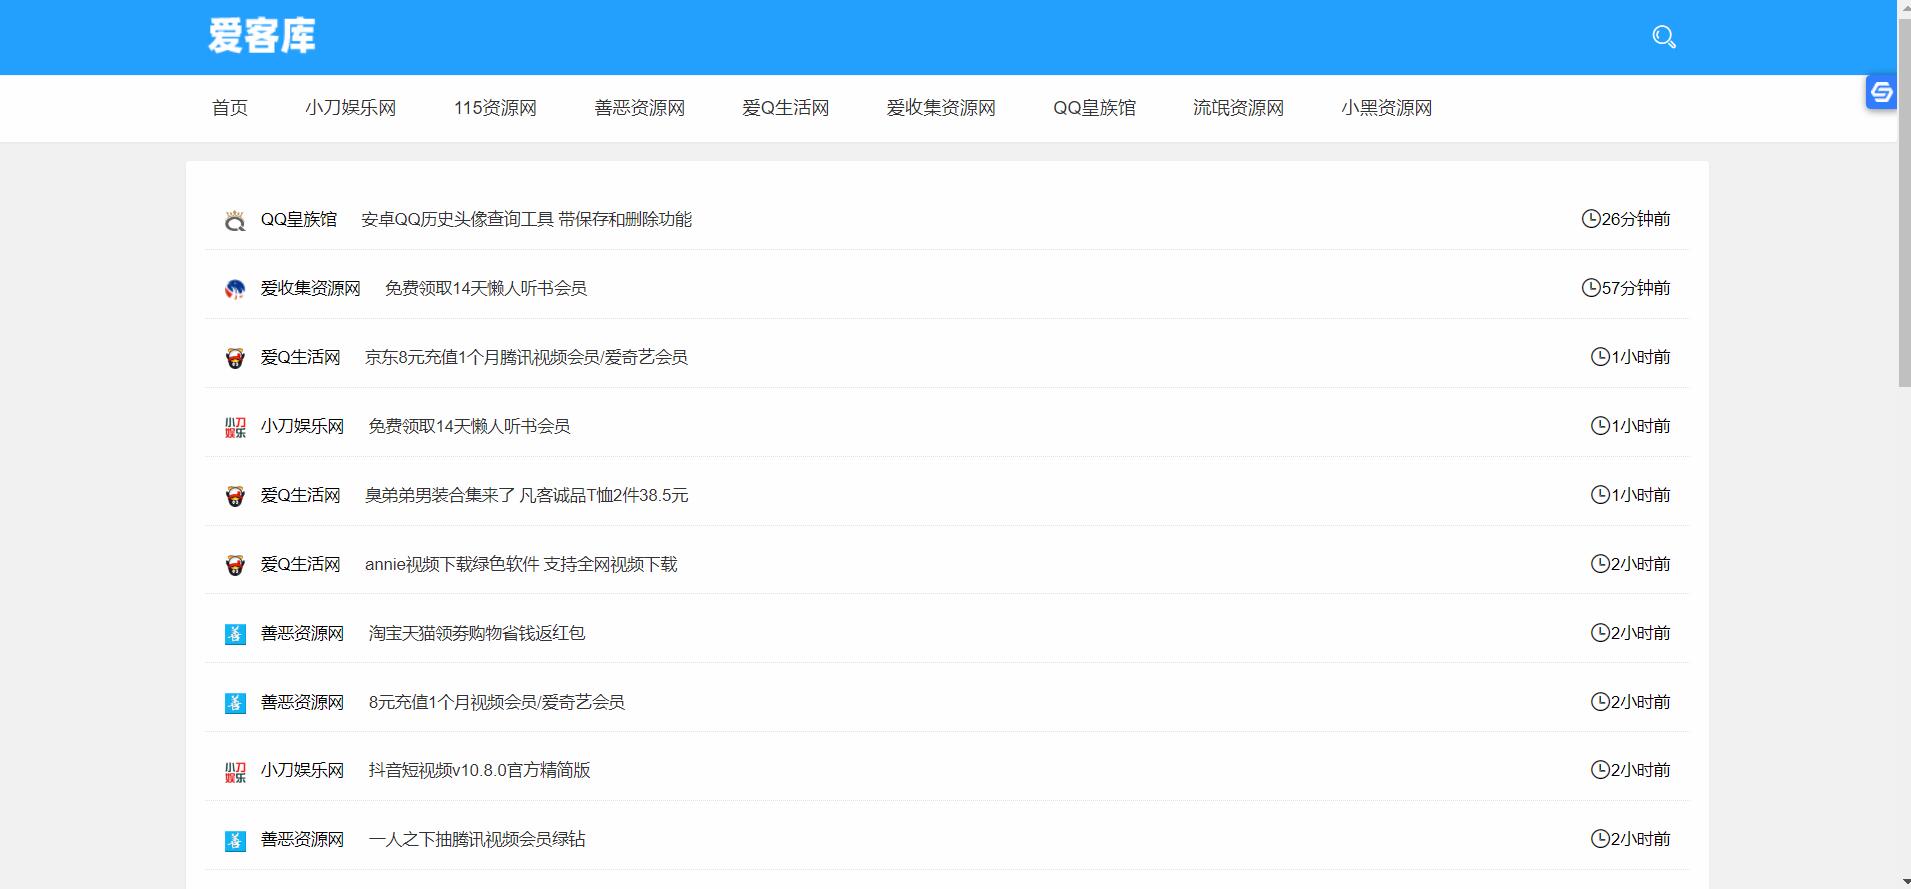 爱客库
首页 小刀娱乐网 115资源网 善恶资源网 爱Q生活网 爱收集资源网 QQ皇族馆 流氓资源网 小黑资源网
QQ皇族馆 安卓QQ历史头像查询工具 带保存和删除功能 26分钟前
爱收集资源网 免费领取14天懒人听书会员 57分钟前
爱Q生活网 京东8元充值1个月腾讯视频会员/爱奇艺会员 1小时前
小刀娱乐 小刀娱乐网 免费领取14天懒人听书会员 1小时前
爱Q生活网 臭弟弟男装合集来了 凡客诚品T恤2件38.5元 1小时前
爱Q生活网 annie视频下载绿色软件 支持全网视频下载 2小时前
善 善恶资源网 淘宝天猫领劵购物省钱返红包 2小时前
善 善恶资源网 8元充值1个月视频会员/爱奇艺会员 2小时前
小刀娱乐 小刀娱乐网 抖音短视频v10.8.0官方精简版 2小时前
善 善恶资源网 一人之下抽腾讯视频会员绿钻 2小时前